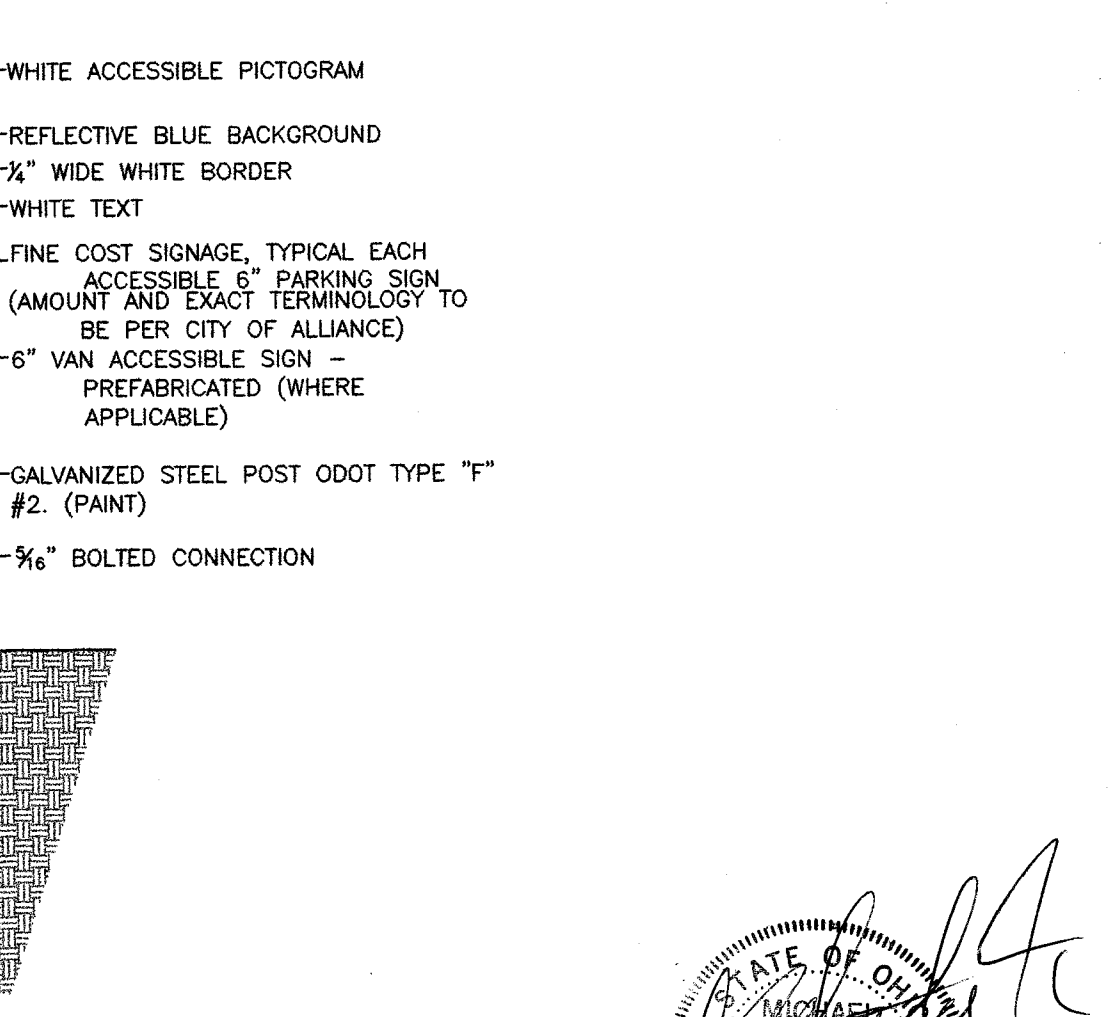 WHITE ACCESSIBLE PICTOGRAM
REFLECTIVE BLUE BACKGROUND
¼" WIDE WHITE BORDER
WHITE TEXT
FINE COST SIGNAGE, TYPICAL EACH
ACCESSIBLE 6" PARKING SIGN
(AMOUNT AND EXACT TERMINOLOGY TO
BE PER CITY OF ALLIANCE)
6" VAN ACCESSIBLE SIGN –
PREFABRICATED (WHERE
APPLICABLE)
GALVANIZED STEEL POST ODOT TYPE "F"
#2. (PAINT)
5/16" BOLTED CONNECTION
STATE OF OHIO
MICHAEL